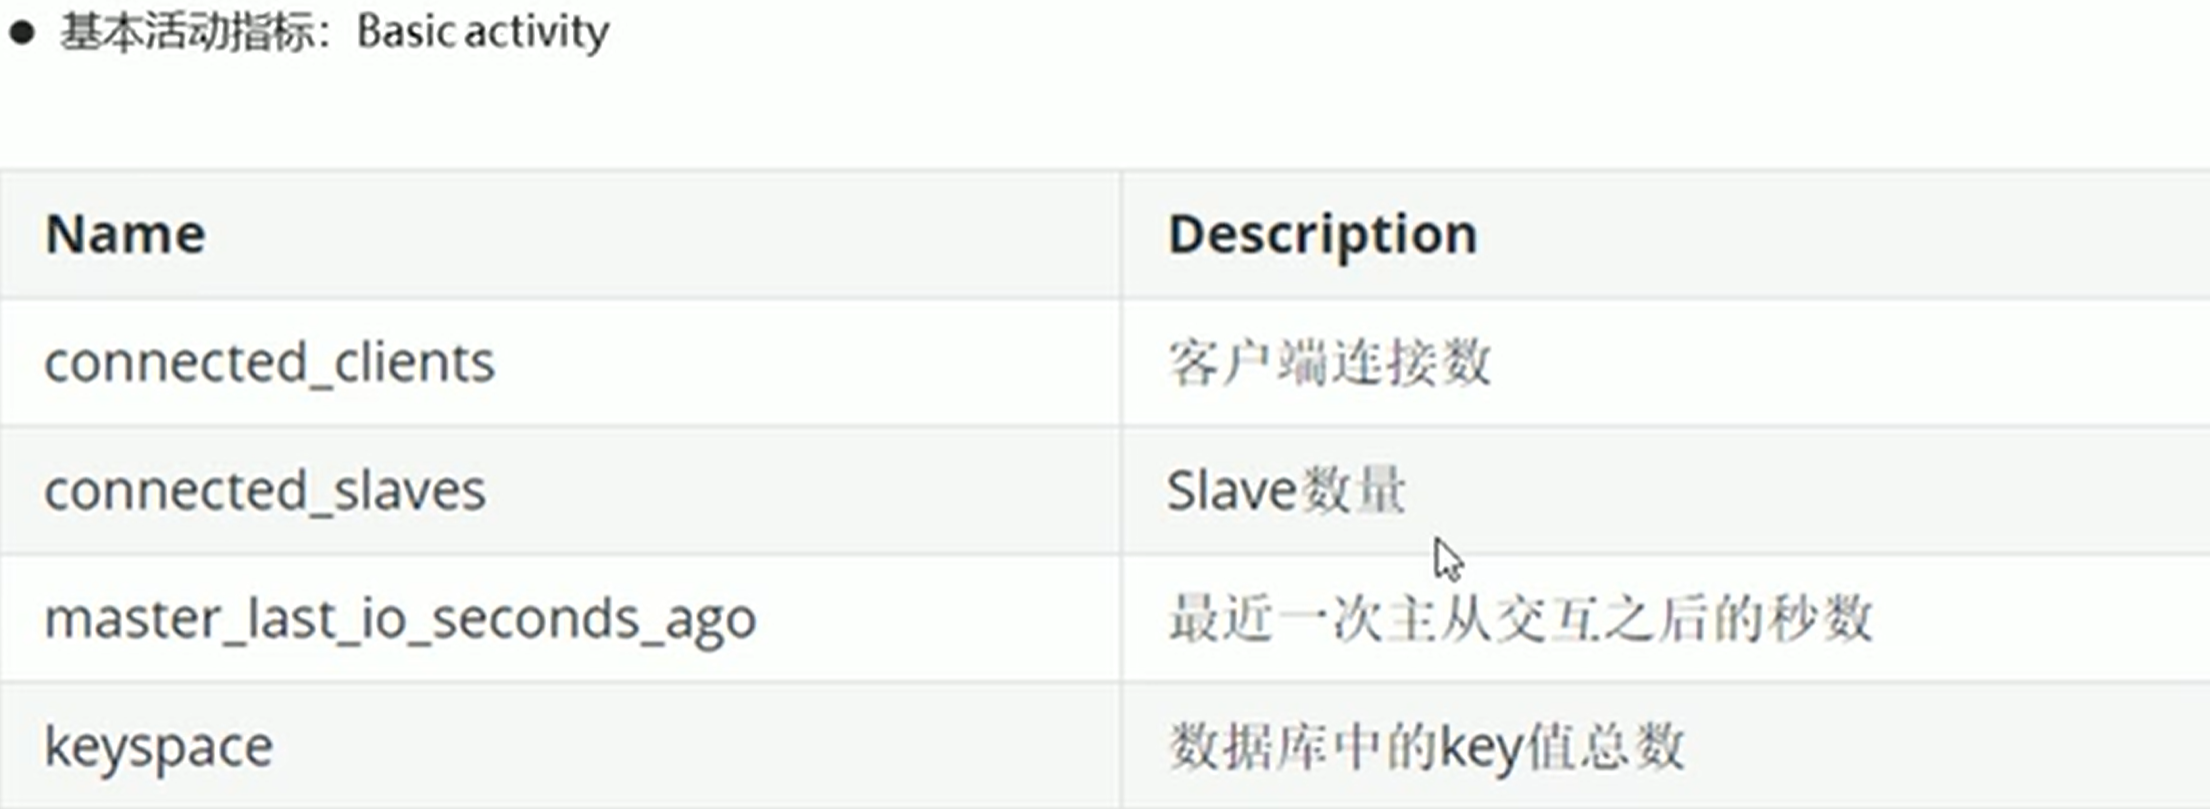 ● 基本活动指标：Basic activity
Name Description
connected_clients 客户端连接数
connected_slaves Slave数量
master_last_io_seconds_ago 最近一次主从交互之后的秒数
keyspace 数据库中的key值总数